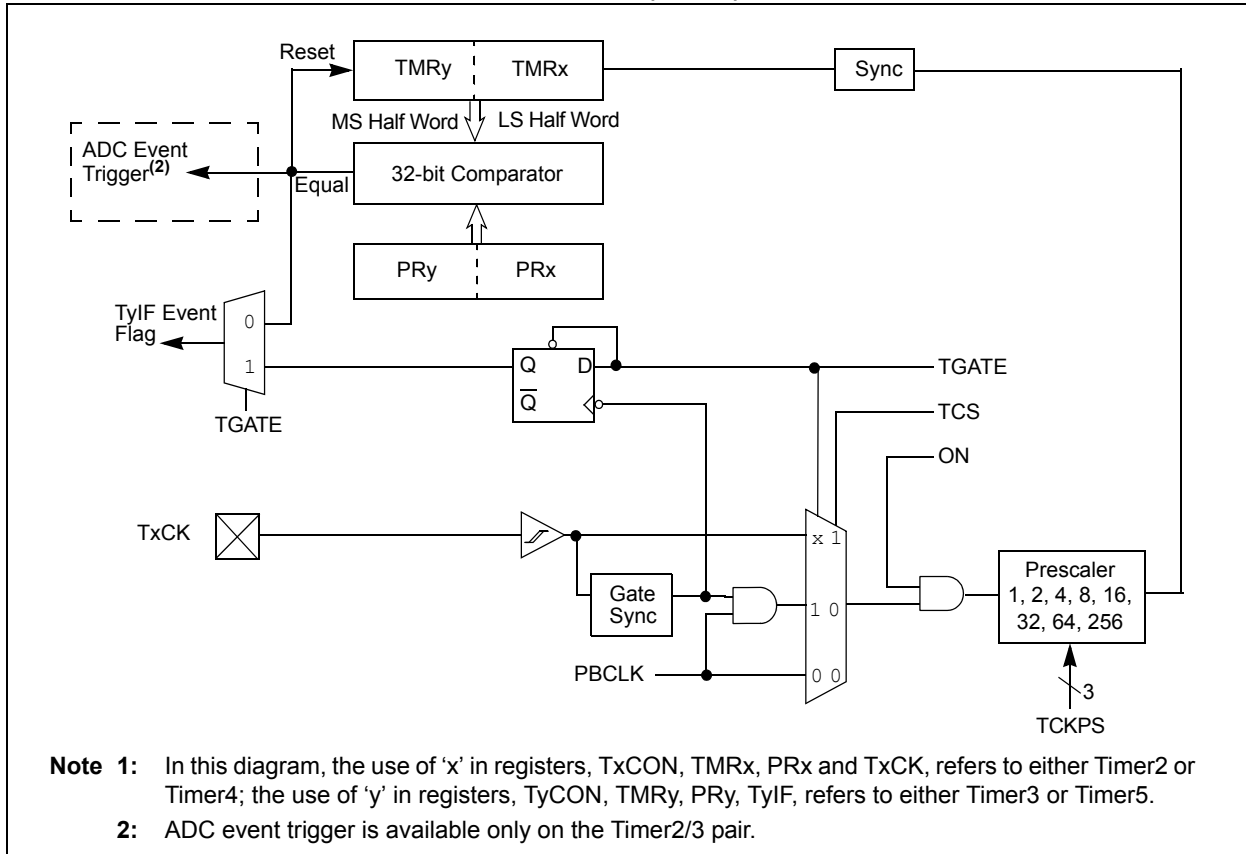 Reset
TMRy TMRx
Sync
MS Half Word LS Half Word
ADC Event
Trigger(2)
Equal
32-bit Comparator
PRy PRx
TyIF Event
Flag
0
1
TGATE
Q D
Q
TGATE
TCS
ON
TxCK
x 1
Gate
Sync
1 0
PBCLK
0 0
Prescaler
1, 2, 4, 8, 16,
32, 64, 256
3
TCKPS
Note 1: In this diagram, the use of ‘x’ in registers, TxCON, TMRx, PRx and TxCK, refers to either Timer2 or
Timer4; the use of ‘y’ in registers, TyCON, TMRy, PRy, TyIF, refers to either Timer3 or Timer5.
2: ADC event trigger is available only on the Timer2/3 pair.